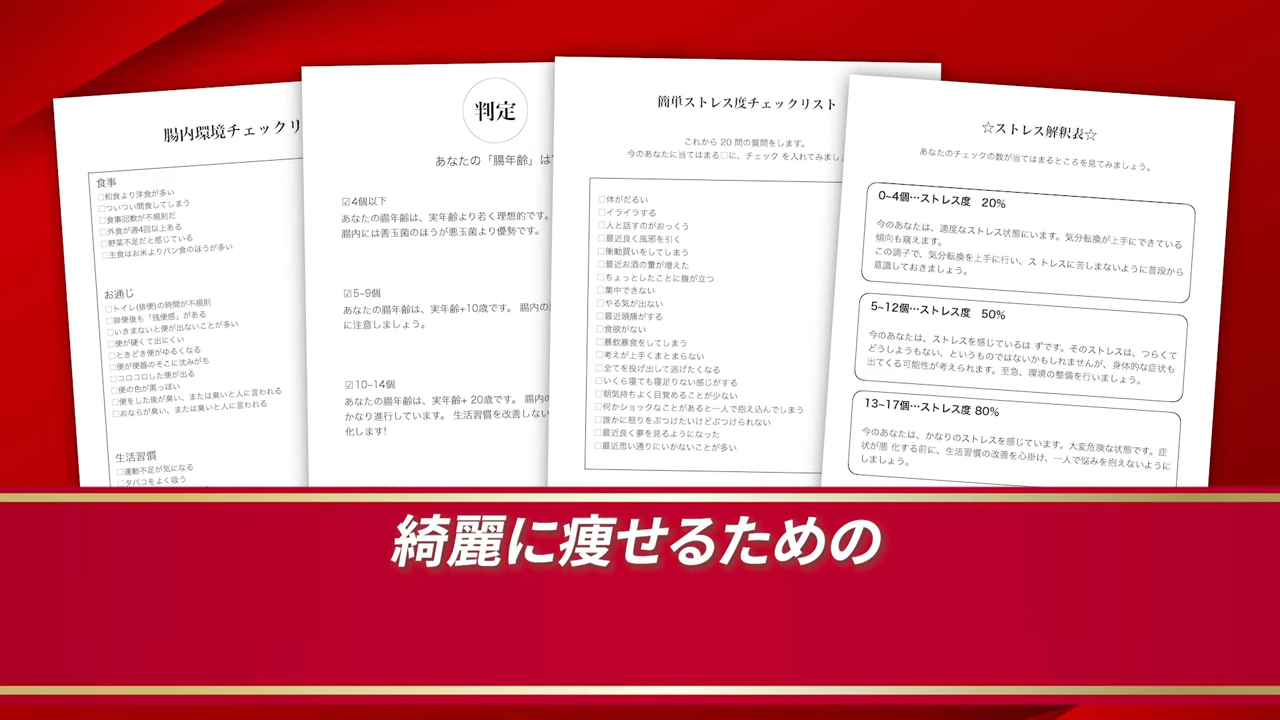 腸内環境チェックリ
食事
□和食より洋食が多い
□ついつい間食してしまう
□食事回数が不規則だ
□外食が週4回以上ある
□野菜不足だと感じている
□主食はお米よりパン食のほうが多い
お通じ
□トイレ(排便)の時間が不規則
□排便後も「残便感」がある
□いきまないと便が出ないことが多い
□便が硬くて出にくい
□ときどき便がゆるくなる
□便が便器のそこに沈みがち
□コロコロした便が出る
□便の色が黒っぽい
□便をした後が臭い、または臭いと人に言われる
□おならが臭い、または臭いと人に言われる
生活習慣
□運動不足が気になる
□タバコをよく吸う
判定
あなたの「腸年齢」は
☑4個以下
あなたの腸年齢は、実年齢より若く理想的です。
腸内には善玉菌のほうが悪玉菌より優勢です。
☑5~9個
あなたの腸年齢は、実年齢+10歳です。 腸内の
に注意しましょう。
☑10~14個
あなたの腸年齢は、実年齢+ 20歳です。 腸内の
かなり進行しています。 生活習慣を改善しない
化します!
簡単ストレス度チェックリスト
これから 20 問の質問をします。
今のあなたに当てはまる□に、チェック を入れてみまし
□体がだるい
□イライラする
□人と話すのがおっくう
□最近良く風邪を引く
□衝動買いをしてしまう
□最近お酒の量が増えた
□ちょっとしたことに腹が立つ
□集中できない
□やる気が出ない
□最近頭痛がする
□食欲がない
□暴飲暴食をしてしまう
□考えが上手くまとまらない
□全てを投げ出して逃げたくなる
□いくら寝ても寝足りない感じがする
□朝気持ちよく目覚めることが少ない
□何かショックなことがあると一人で抱え込んでしまう
□誰かに怒りをぶつけたいけどぶつけられない
□最近良く夢を見るようになった
□最近思い通りにいかないことが多い
☆ストレス解釈表☆
あなたのチェックの数が当てはまるところを見てみましょう。
0~4個…ストレス度 20%
今のあなたは、適度なストレス状態にいます。気分転換が上手にできている
傾向も窺えます。
この調子で、気分転換を上手に行い、ス トレスに苦しまないように普段から
意識しておきましょう。
5~12個…ストレス度 50%
今のあなたは、ストレスを感じているは ずです。そのストレスは、つらくて
どうしようもない、というものではないかもしれませんが、身体的な症状も
出てくる可能性が考えられます。至急、環境の整備を行いましょう。
13~17個…ストレス度 80%
今のあなたは、かなりのストレスを感じています。大変危険な状態です。症
状が悪 化する前に、生活習慣の改善を心掛け、一人で悩みを抱えないように
しましょう。
綺麗に痩せるための